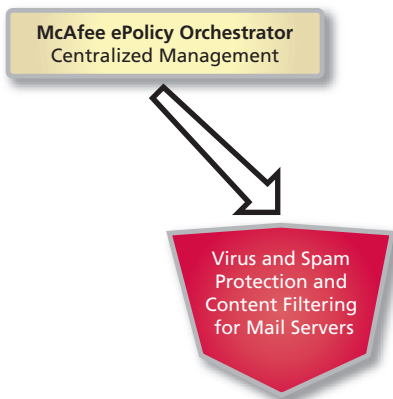 McAfee ePolicy Orchestrator
Centralized Management
Virus and Spam
Protection and
Content Filtering
for Mail Servers